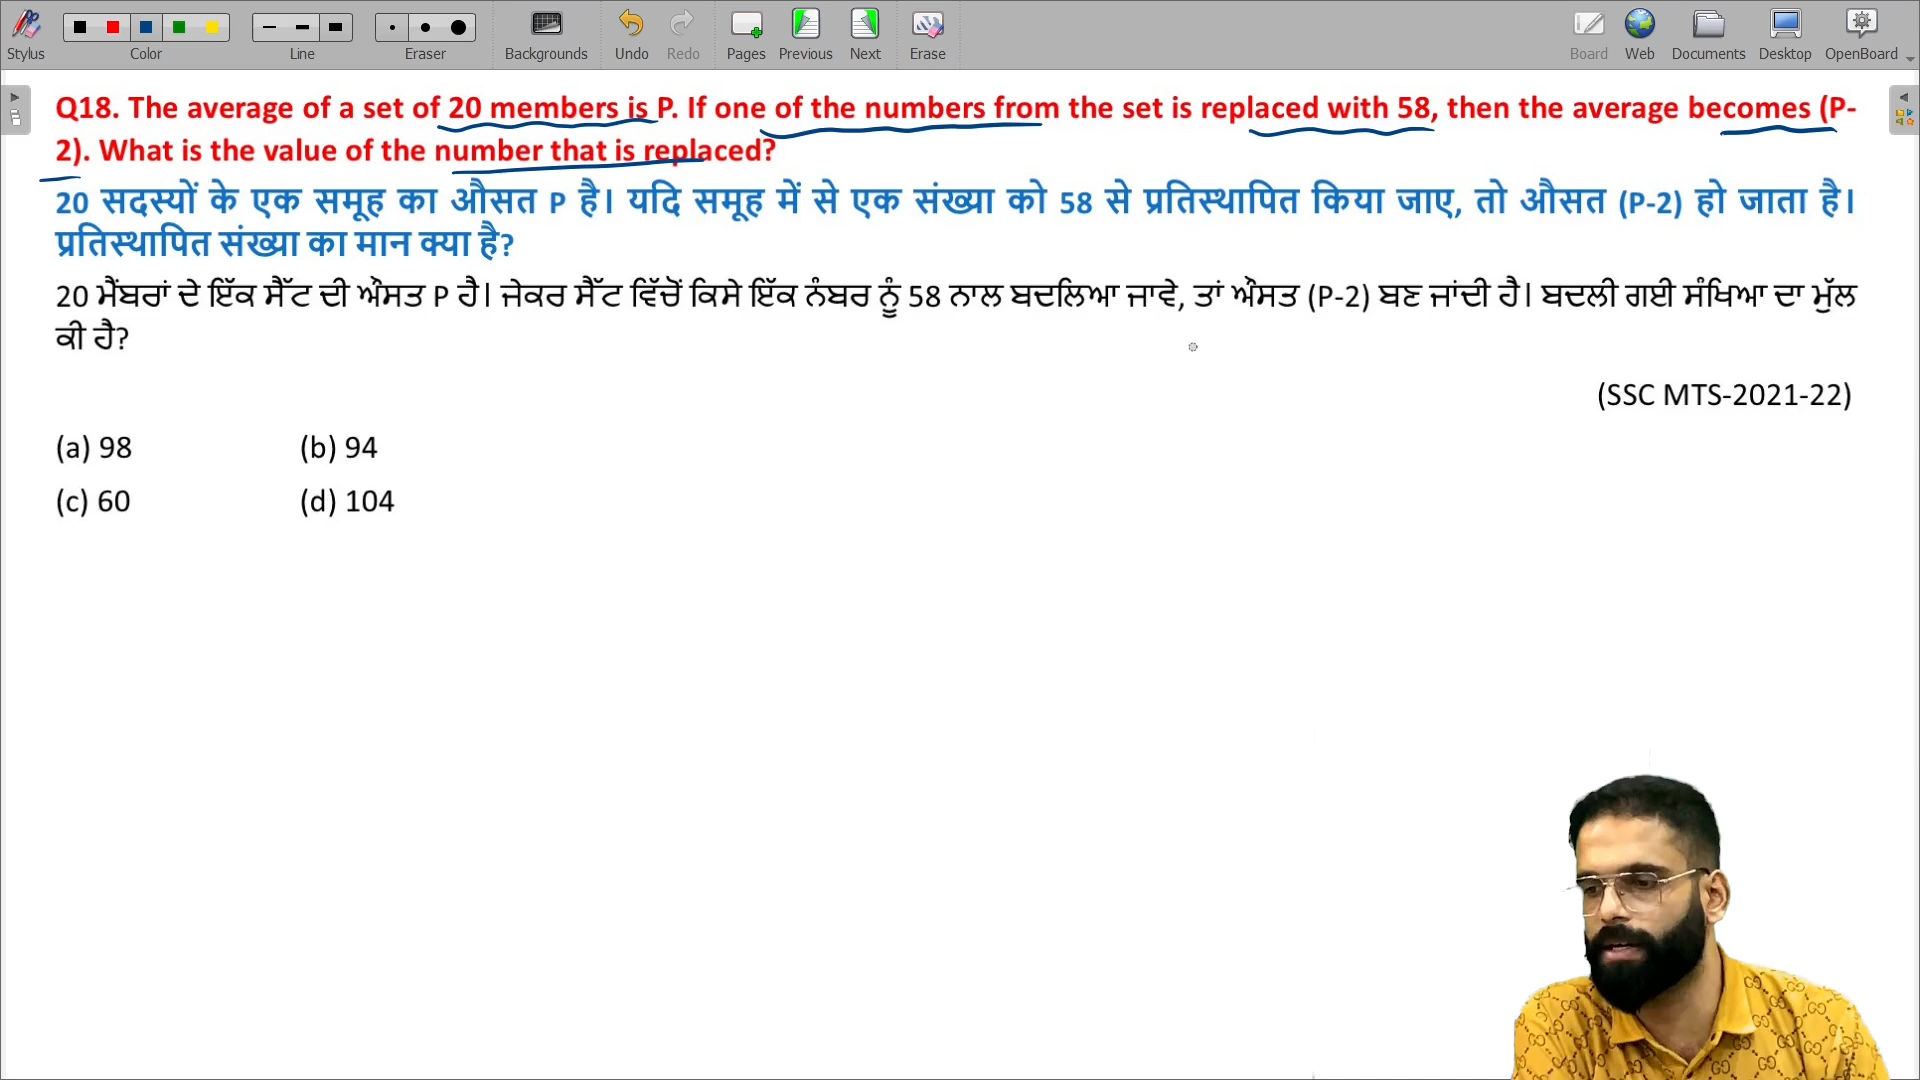 Stylus Color Line Eraser Backgrounds Undo Redo Pages Previous Next Erase Board Web Documents Desktop OpenBoard
Q18. The average of a set of 20 members is P. If one of the numbers from the set is replaced with 58, then the average becomes (P-
2). What is the value of the number that is replaced?
20 सदस्यों के एक समूह का औसत P है। यदि समूह में से एक संख्या को 58 से प्रतिस्थापित किया जाए, तो औसत (P-2) हो जाता है।
प्रतिस्थापित संख्या का मान क्या है?
20 ਮੈਂਬਰਾਂ ਦੇ ਇੱਕ ਸੈੱਟ ਦੀ ਔਸਤ P ਹੈ। ਜੇਕਰ ਸੈੱਟ ਵਿੱਚੋਂ ਕਿਸੇ ਇੱਕ ਨੰਬਰ ਨੂੰ 58 ਨਾਲ ਬਦਲਿਆ ਜਾਵੇ, ਤਾਂ ਔਸਤ (P-2) ਬਣ ਜਾਂਦੀ ਹੈ। ਬਦਲੀ ਗਈ ਸੰਖਿਆ ਦਾ ਮੁੱਲ
ਕੀ ਹੈ?
(SSC MTS-2021-22)
(a) 98 (b) 94
(c) 60 (d) 104